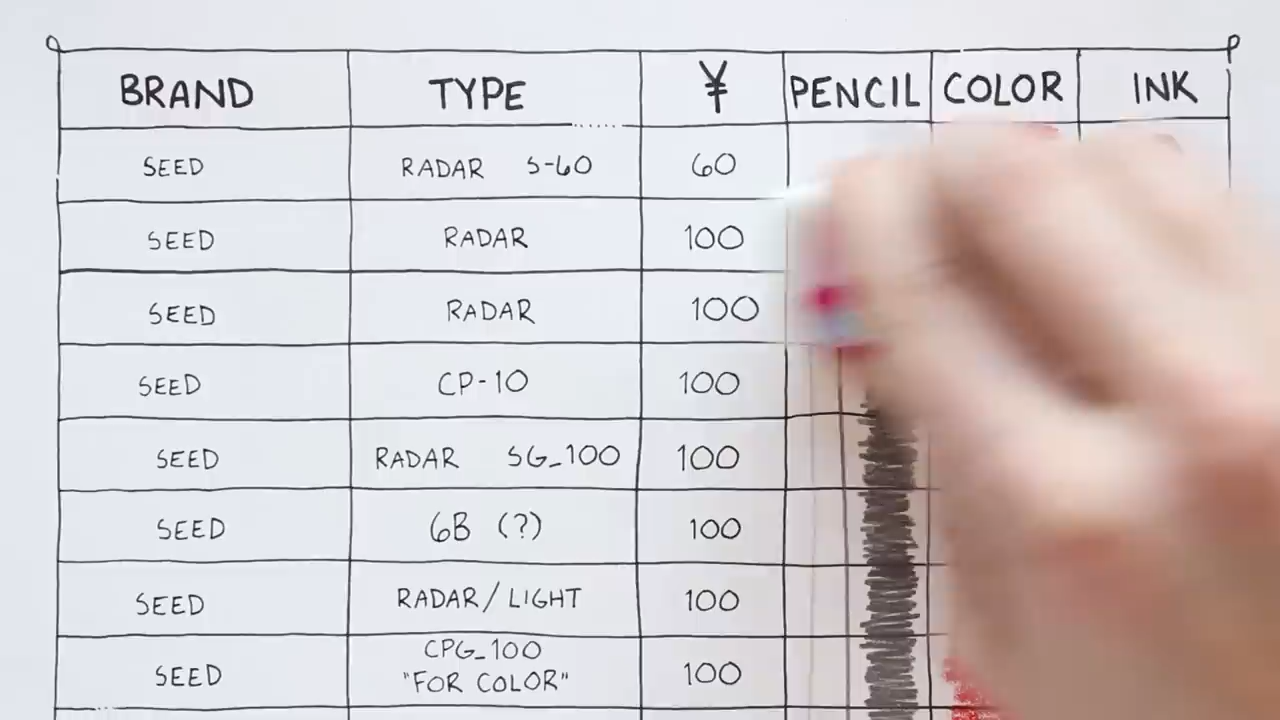 BRAND TYPE ¥ PENCIL COLOR INK
SEED RADAR S-60 60
SEED RADAR 100
SEED RADAR 100
SEED CP-10 100
SEED RADAR SG_100 100
SEED 6B (?) 100
SEED RADAR/LIGHT 100
SEED CPG_100 "FOR COLOR" 100